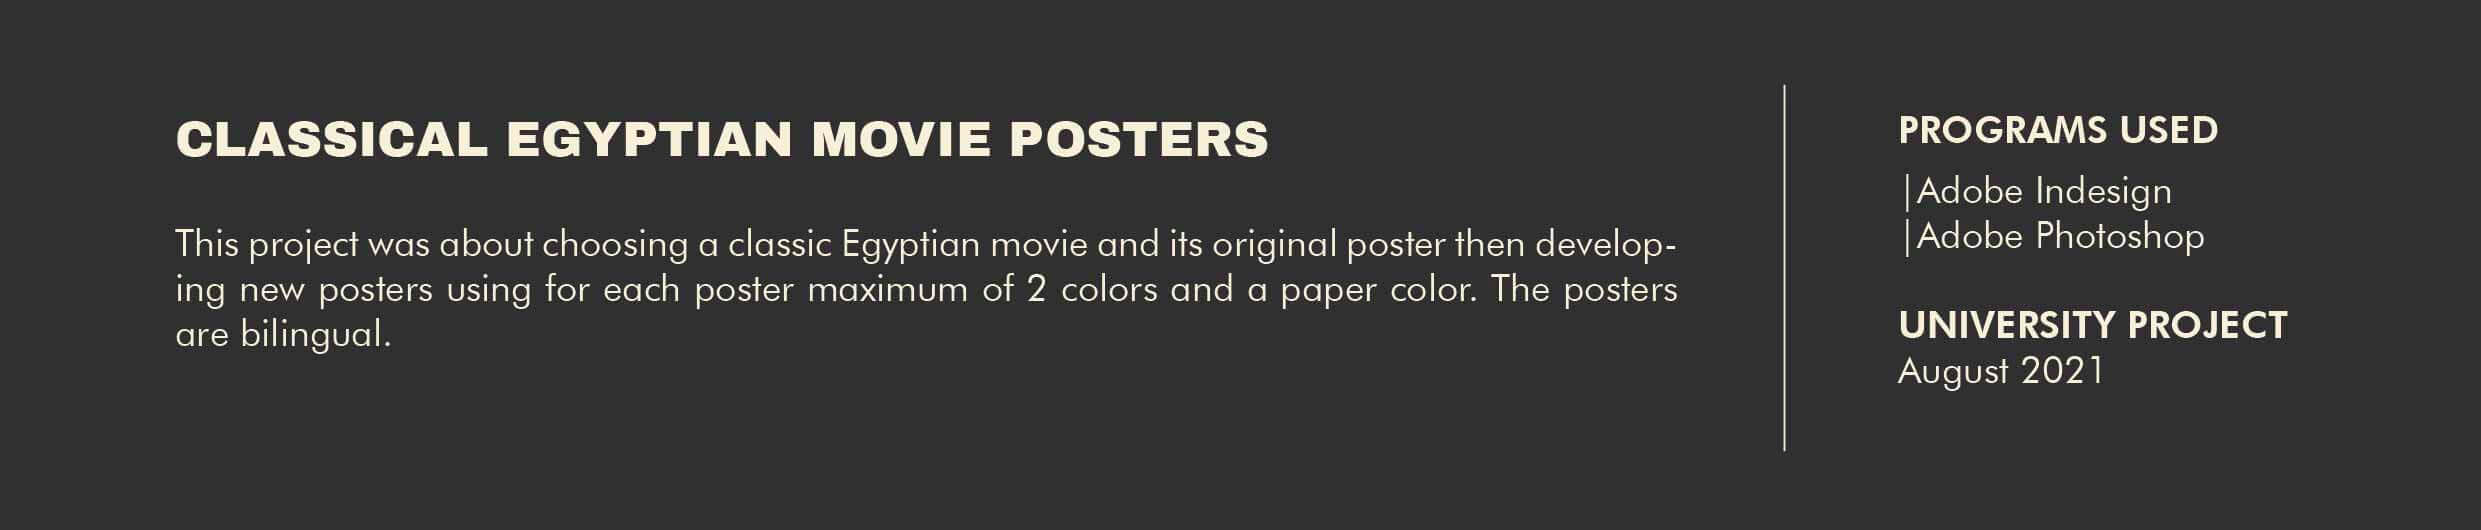 CLASSICAL EGYPTIAN MOVIE POSTERS
This project was about choosing a classic Egyptian movie and its original poster then develop-
ing new posters using for each poster maximum of 2 colors and a paper color. The posters
are bilingual.
PROGRAMS USED
|Adobe Indesign
|Adobe Photoshop
UNIVERSITY PROJECT
August 2021